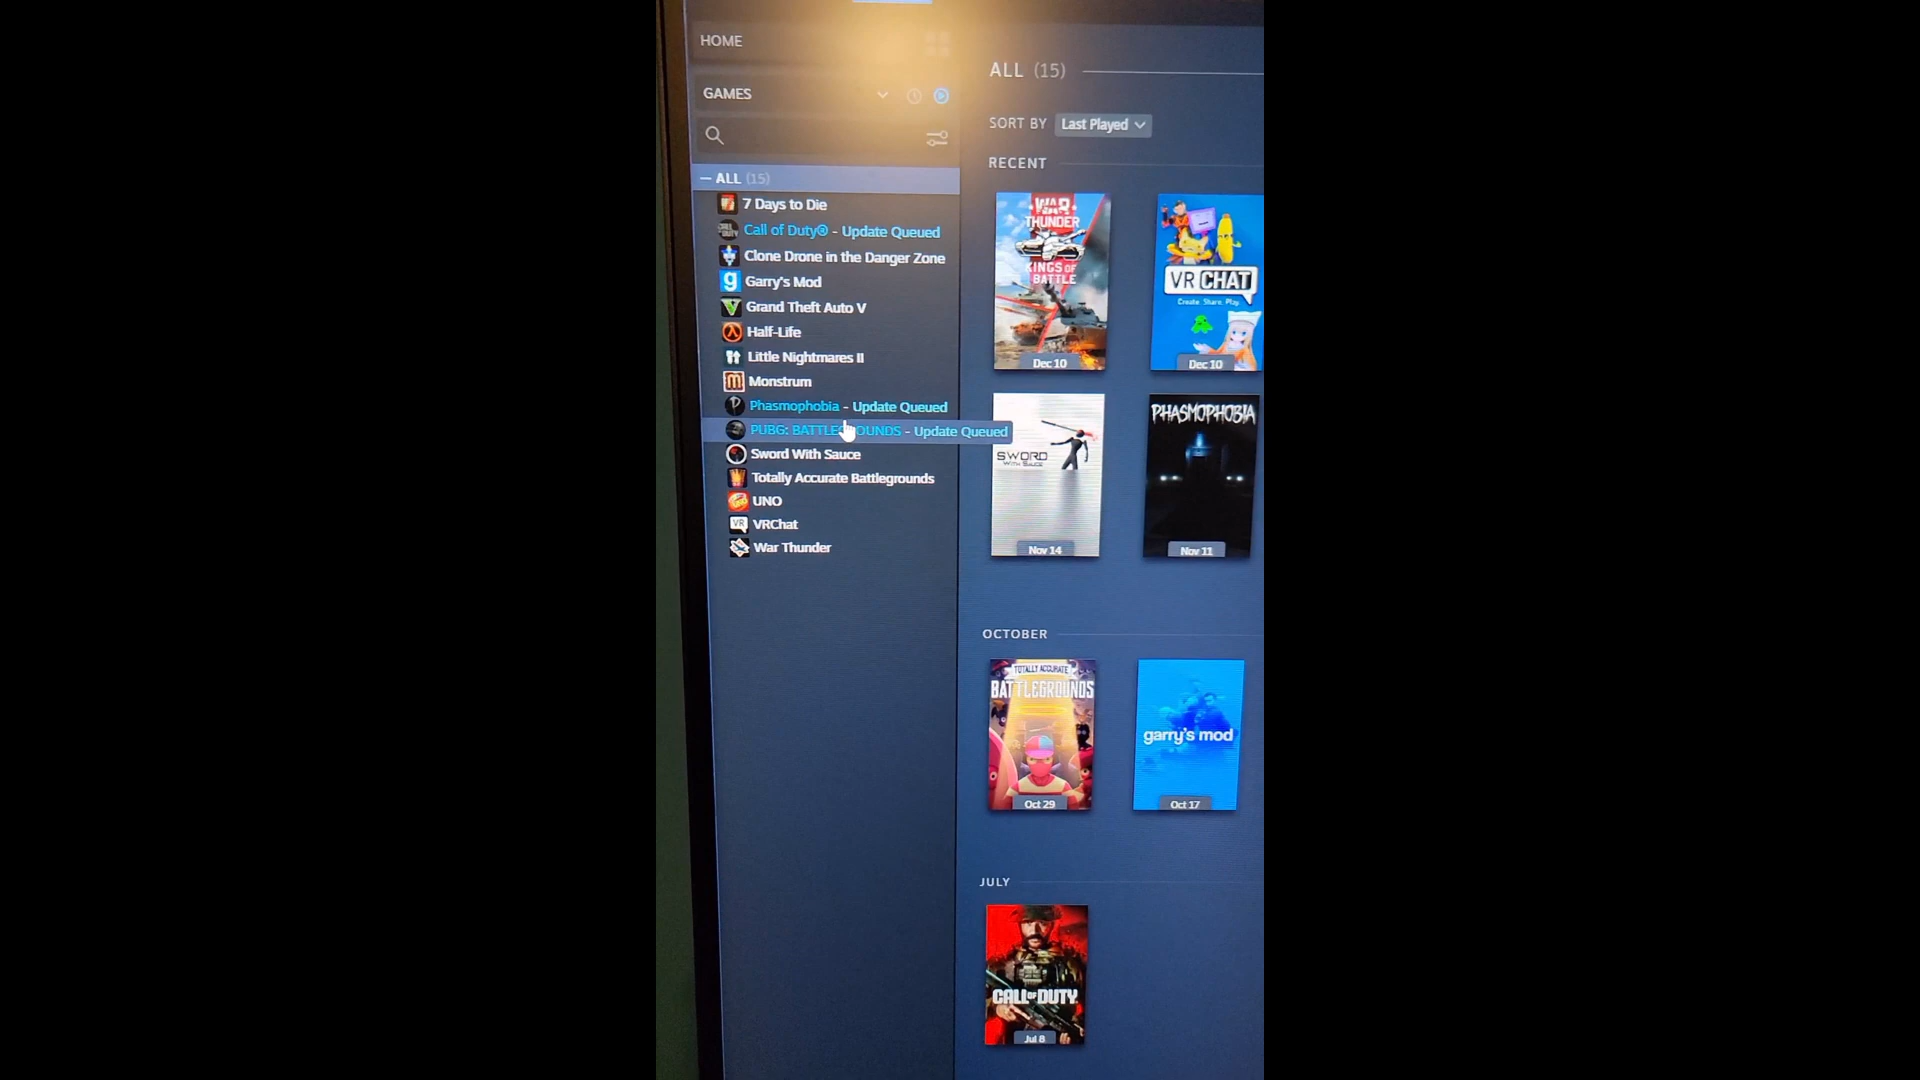 HOME
GAMES
ALL (15)
7 Days to Die
Call of Duty® - Update Queued
Clone Drone in the Danger Zone
Garry's Mod
Grand Theft Auto V
Half-Life
Little Nightmares II
Monstrum
Phasmophobia - Update Queued
PUBG: BATTLEGROUNDS - Update Queued
Sword With Sauce
Totally Accurate Battlegrounds
UNO
VRChat
War Thunder
ALL (15)
SORT BY Last Played
RECENT
WAR
THUNDER
KINGS OF
BATTLE
Dec 10
VRCHAT
Create. Share. Play.
Dec 10
SWORD
WITH SAUCE
Nov 14
PHASMOPHOBIA
Nov 11
OCTOBER
TOTALLY ACCURATE
BATTLEGROUNDS
Oct 29
garry's mod
Oct 17
JULY
CALL OF DUTY
Jul 8